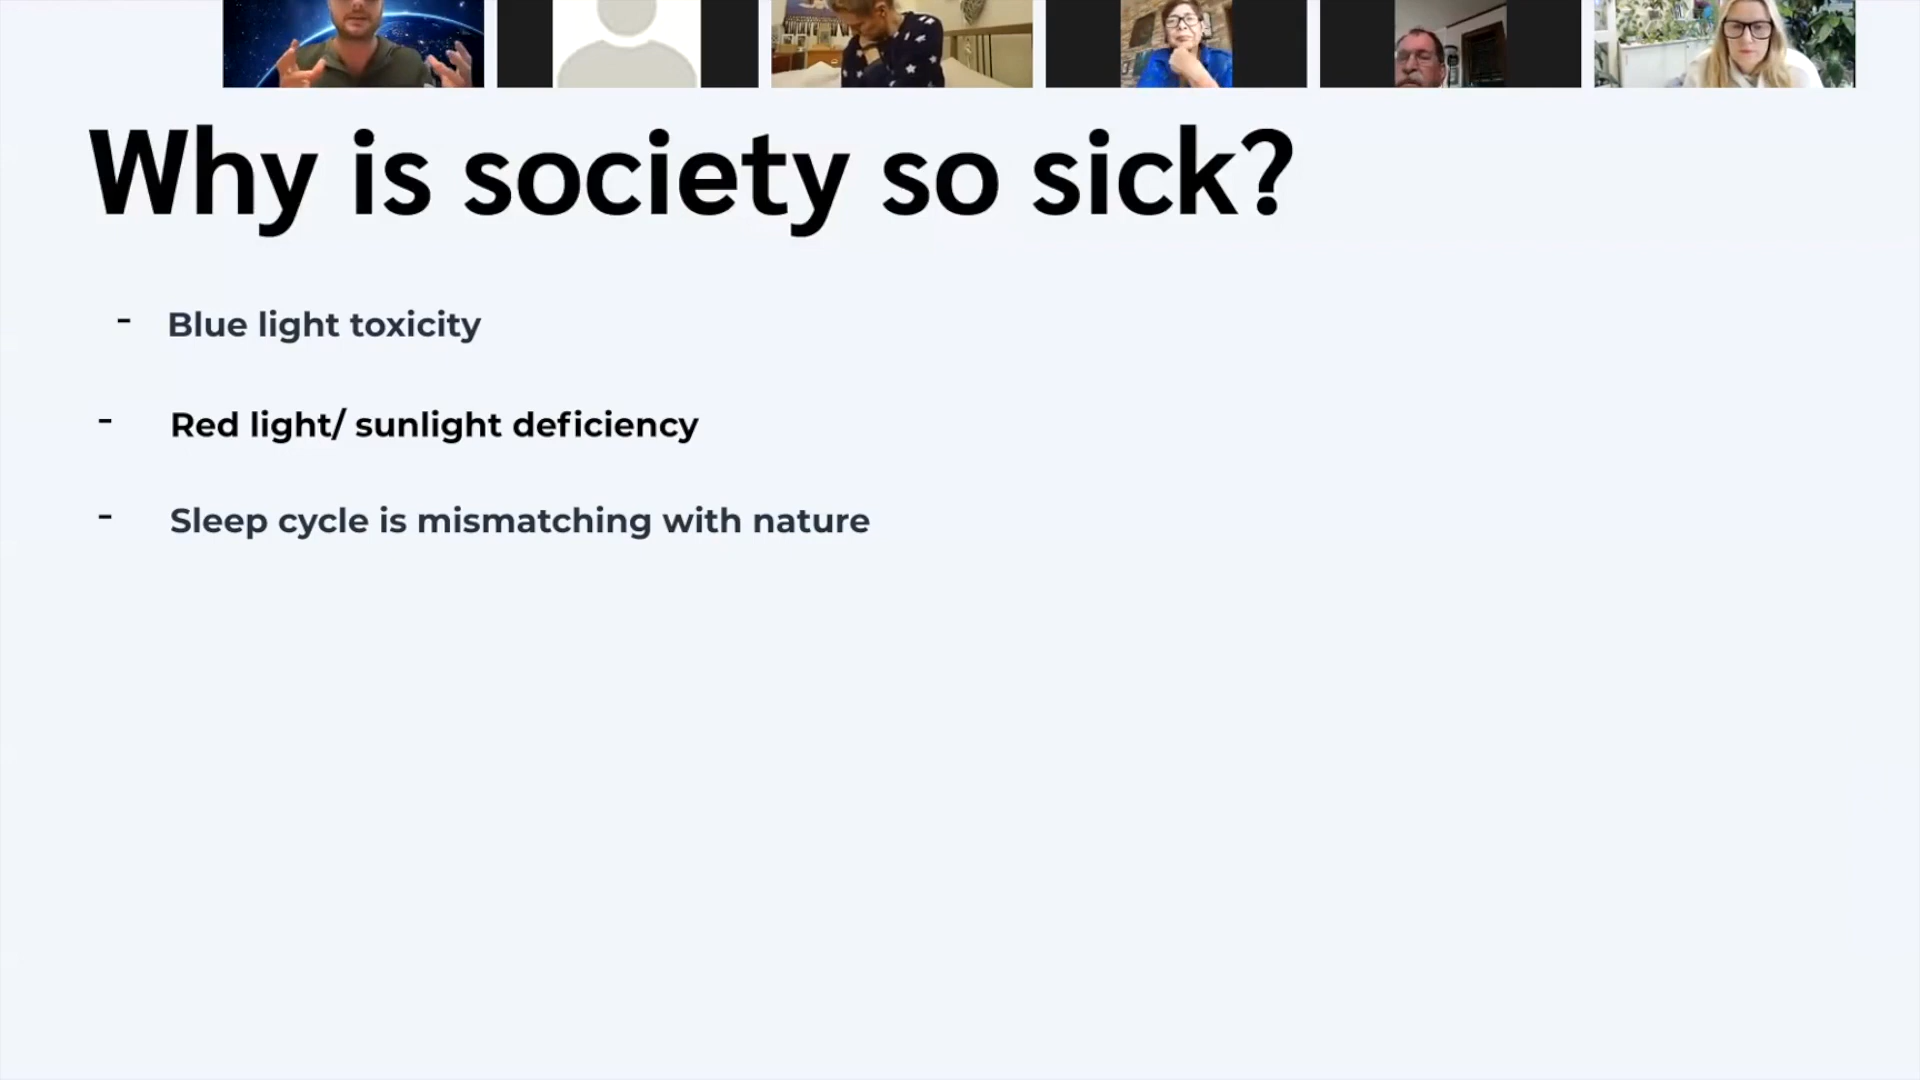 Why is society so sick?
- Blue light toxicity
- Red light/ sunlight deficiency
- Sleep cycle is mismatching with nature